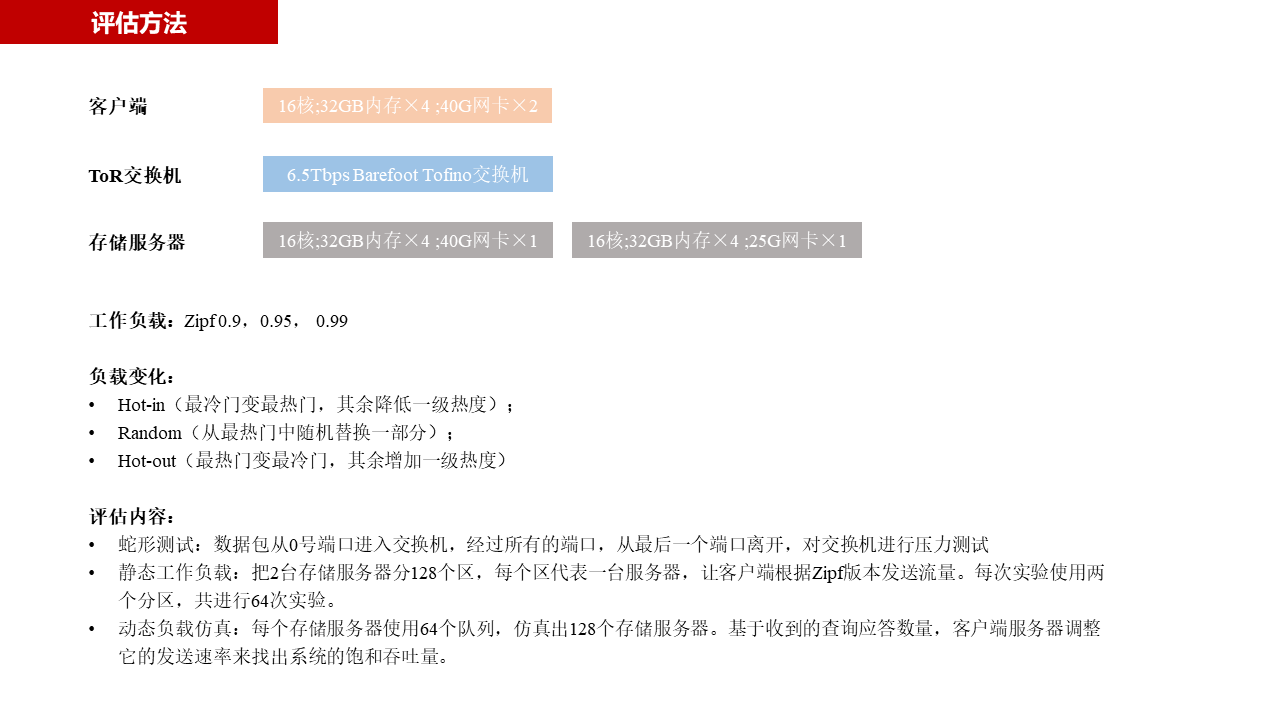 评估方法
客户端
16核;32GB内存×4 ;40G网卡×2
ToR交换机
6.5Tbps Barefoot Tofino交换机
存储服务器
16核;32GB内存×4 ;40G网卡×1
16核;32GB内存×4 ;25G网卡×1
工作负载：Zipf 0.9，0.95， 0.99
负载变化：
• Hot-in（最冷门变最热门，其余降低一级热度）；
• Random（从最热门中随机替换一部分）；
• Hot-out（最热门变最冷门，其余增加一级热度）
评估内容：
• 蛇形测试：数据包从0号端口进入交换机，经过所有的端口，从最后一个端口离开，对交换机进行压力测试
• 静态工作负载：把2台存储服务器分128个区，每个区代表一台服务器，让客户端根据Zipf版本发送流量。每次实验使用两
个分区，共进行64次实验。
• 动态负载仿真：每个存储服务器使用64个队列，仿真出128个存储服务器。基于收到的查询应答数量，客户端服务器调整
它的发送速率来找出系统的饱和吞吐量。